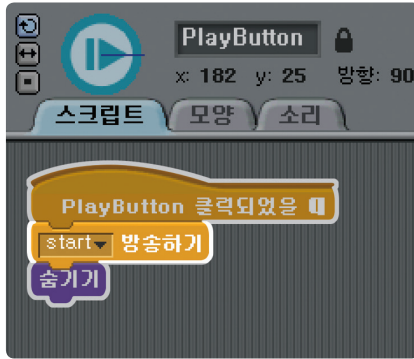 PlayButton
x: 182 y: 25 방향: 90
스크립트 모양 소리
PlayButton 클릭되었을 때
start 방송하기
숨기기